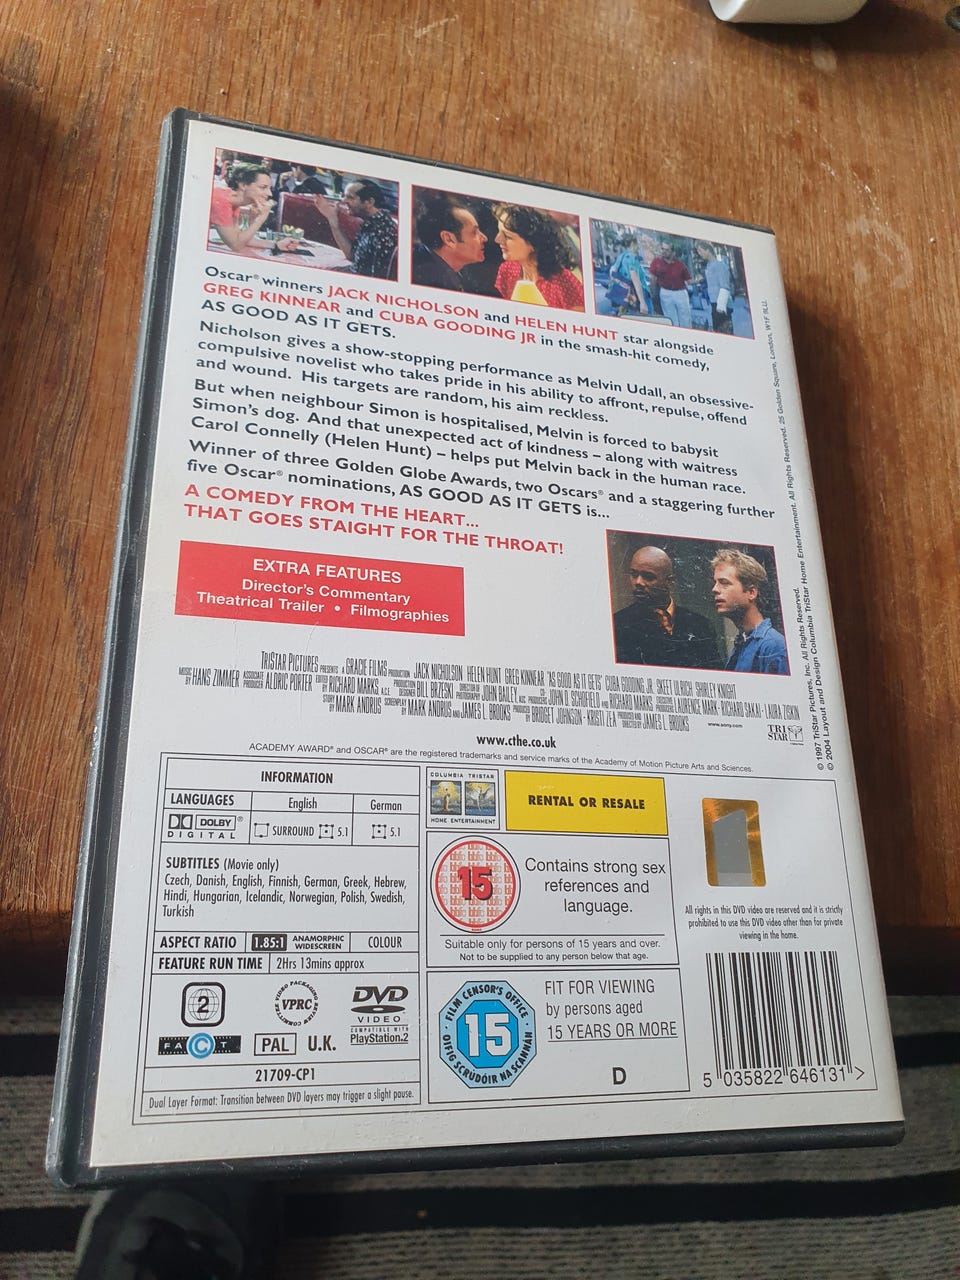 Oscar® winners JACK NICHOLSON and HELEN HUNT star alongside
GREG KINNEAR and CUBA GOODING JR in the smash-hit comedy,
AS GOOD AS IT GETS.
Nicholson gives a show-stopping performance as Melvin Udall, an obsessive-
compulsive novelist who takes pride in his ability to affront, repulse, offend
and wound. His targets are random, his aim reckless.
But when neighbour Simon is hospitalised, Melvin is forced to babysit
Simon's dog. And that unexpected act of kindness – along with waitress
Carol Connelly (Helen Hunt) – helps put Melvin back in the human race.
Winner of three Golden Globe Awards, two Oscars® and a staggering further
five Oscar® nominations, AS GOOD AS IT GETS is...
A COMEDY FROM THE HEART...
THAT GOES STAIGHT FOR THE THROAT!
EXTRA FEATURES
Director's Commentary
Theatrical Trailer • Filmographies
TRISTAR PICTURES PRESENTS A GRACIE FILMS PRODUCTION JACK NICHOLSON HELEN HUNT GREG KINNEAR "AS GOOD AS IT GETS" CUBA GOODING, JR. SKEET ULRICH SHIRLEY KNIGHT
MUSIC BY HANS ZIMMER ASSOCIATE PRODUCER ALDRIC PORTER EDITED BY RICHARD MARKS, A.C.E. PRODUCTION DESIGNER BILL BRZESKI DIRECTOR OF PHOTOGRAPHY JOHN BAILEY, ASC CO-PRODUCERS JOHN D. SCHOFIELD AND RICHARD MARKS EXECUTIVE PRODUCERS LAURENCE MARK • RICHARD SAKAI • LAURA ZISKIN
STORY BY MARK ANDRUS SCREENPLAY BY MARK ANDRUS AND JAMES L. BROOKS PRODUCED BY BRIDGET JOHNSON • KRISTI ZEA PRODUCED AND DIRECTED BY JAMES L. BROOKS
www.sony.com
TRI
STAR
www.cthe.co.uk
ACADEMY AWARD® and OSCAR® are the registered trademarks and service marks of the Academy of Motion Picture Arts and Sciences.
© 1997 TriStar Pictures, Inc. All Rights Reserved.
© 2004 Layout and Design Columbia TriStar Home Entertainment. All Rights Reserved. 25 Golden Square, London, W1F 9LU.
INFORMATION
LANGUAGES English German
DOLBY®
DIGITAL SURROUND 5.1 5.1
SUBTITLES (Movie only)
Czech, Danish, English, Finnish, German, Greek, Hebrew,
Hindi, Hungarian, Icelandic, Norwegian, Polish, Swedish,
Turkish
ASPECT RATIO 1.85:1 ANAMORPHIC WIDESCREEN COLOUR
FEATURE RUN TIME 2Hrs 13mins approx
2
VIDEO PACKAGING REVIEW COMMITTEE
VPRC
DVD
VIDEO
COMPATIBLE WITH
PlayStation.2
FACT
PAL U.K.
21709-CP1
Dual Layer Format: Transition between DVD layers may trigger a slight pause.
COLUMBIA TRISTAR
HOME ENTERTAINMENT
RENTAL OR RESALE
15
Contains strong sex
references and
language.
Suitable only for persons of 15 years and over.
Not to be supplied to any person below that age.
FILM CENSOR'S OFFICE
15
OIFIG SCRÚDÓIR NA SCANNÁN
FIT FOR VIEWING
by persons aged
15 YEARS OR MORE
D
All rights in this DVD video are reserved and it is strictly
prohibited to use this DVD video other than for private
viewing in the home.
5 035822 646131 >